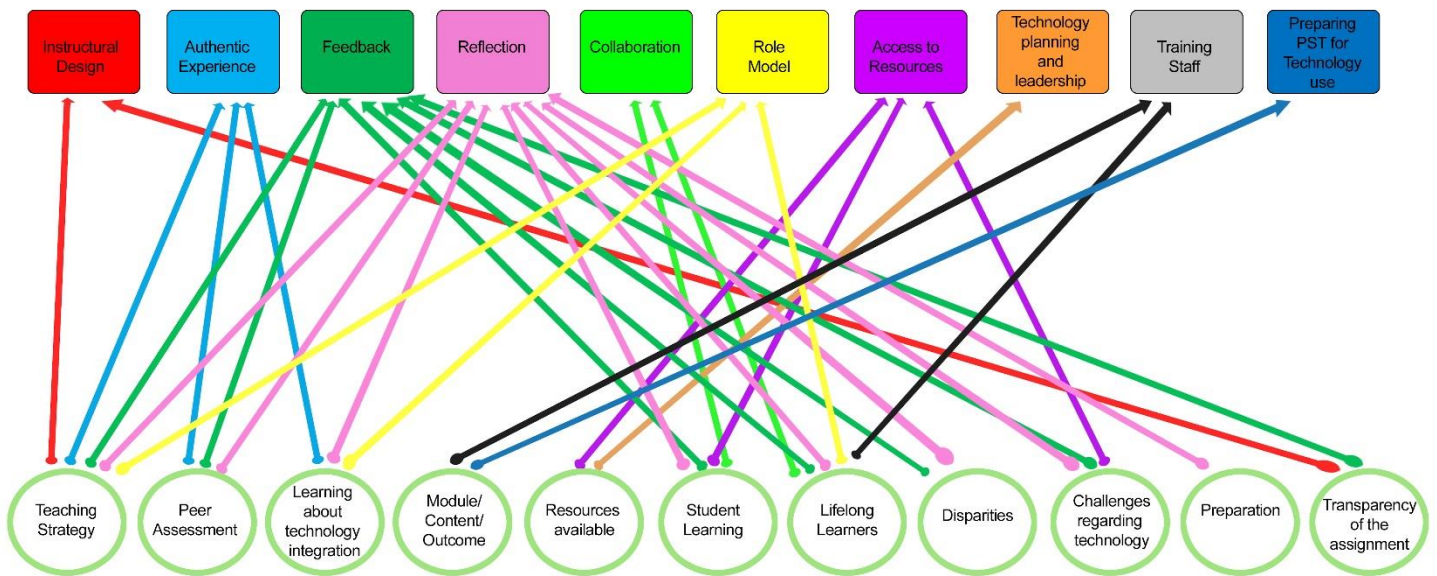 Instructural
Design
Authentic
Experience
Feedback
Reflection
Collaboration
Role
Model
Access to
Resources
Technology
planning
and
leadership
Training
Staff
Preparing
PST for
Technology
use
Teaching
Strategy
Peer
Assessment
Learning
about
technology
integration
Module/
Content/
Outcome
Resources
available
Student
Learning
Lifelong
Learners
Disparities
Challenges
regarding
technology
Preparation
Transparency
of the
assignment